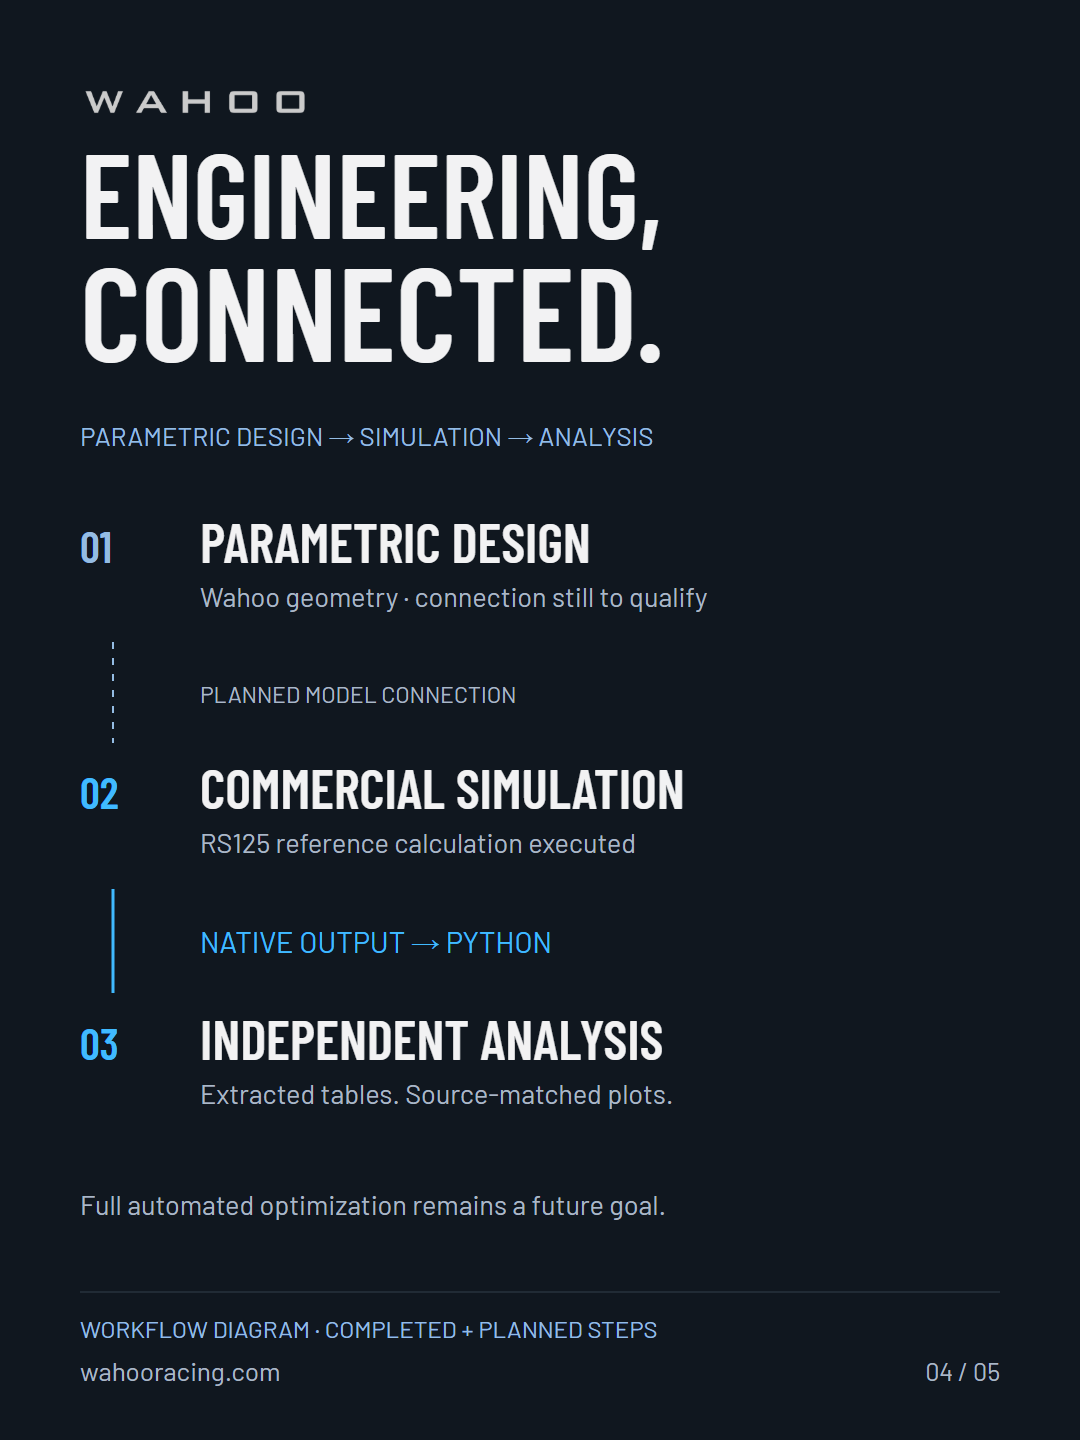 WAHOO
ENGINEERING,
CONNECTED.
PARAMETRIC DESIGN → SIMULATION → ANALYSIS
01 PARAMETRIC DESIGN
Wahoo geometry · connection still to qualify
PLANNED MODEL CONNECTION
02 COMMERCIAL SIMULATION
RS125 reference calculation executed
NATIVE OUTPUT → PYTHON
03 INDEPENDENT ANALYSIS
Extracted tables. Source-matched plots.
Full automated optimization remains a future goal.
WORKFLOW DIAGRAM · COMPLETED + PLANNED STEPS
wahooracing.com 04 / 05